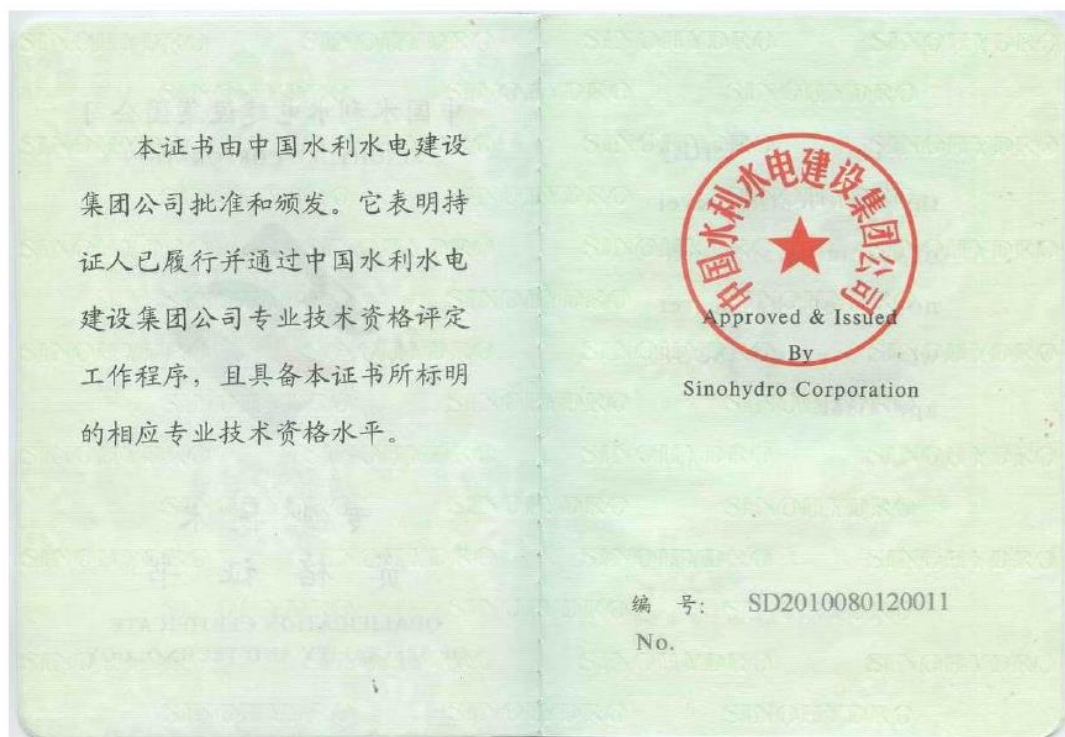 本证书由中国水利水电建设
集团公司批准和颁发。它表明持
证人已履行并通过中国水利水电
建设集团公司专业技术资格评定
工作程序，且具备本证书所标明
的相应专业技术资格水平。
中国水利水电建设集团公司
Approved & Issued
By
Sinohydro Corporation
编 号： SD2010080120011
No.